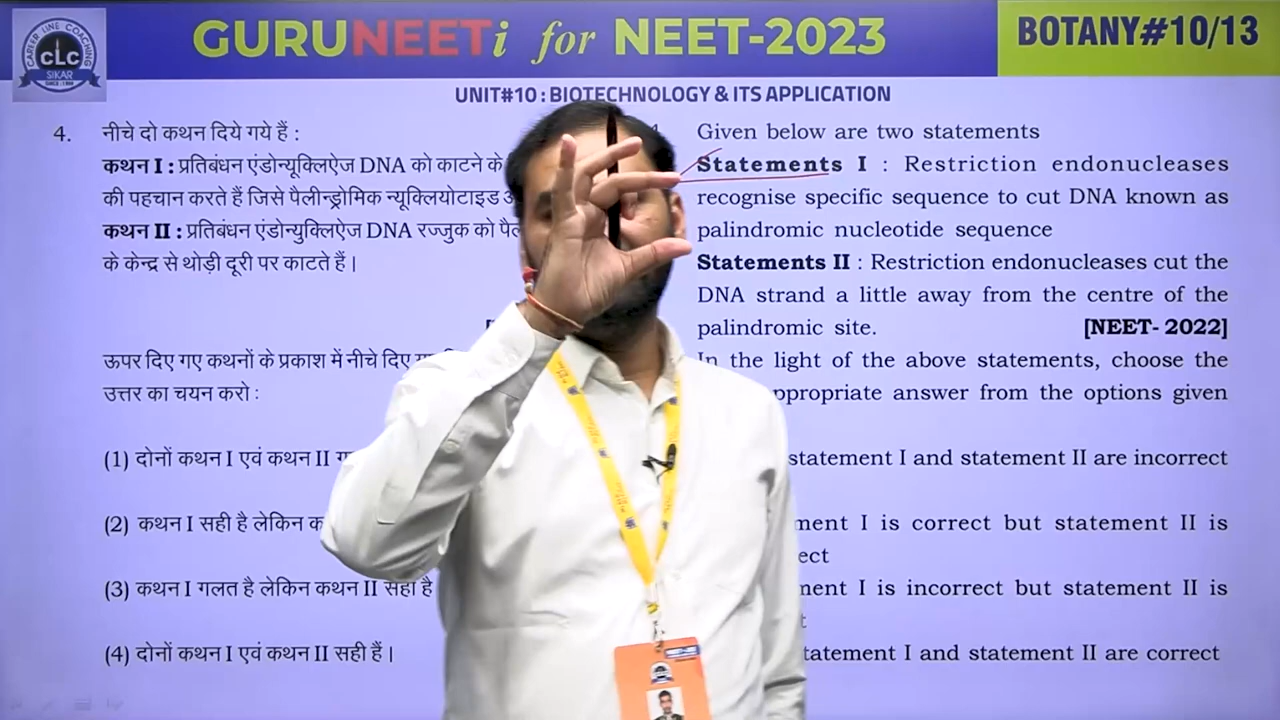 GURUNEETi for NEET-2023
BOTANY#10/13
CAREER LINE COACHING
CLC
SIKAR
SINCE : 1996
UNIT#10 : BIOTECHNOLOGY & ITS APPLICATION
4. नीचे दो कथन दिये गये हैं :
कथन I : प्रतिबंधन एंडोन्यूक्लिऐज DNA को काटने के
की पहचान करते हैं जिसे पैलीन्ड्रोमिक न्यूक्लियोटाइड
कथन II : प्रतिबंधन एंडोन्युक्लिऐज DNA रज्जुक को
के केन्द्र से थोड़ी दूरी पर काटते हैं |
ऊपर दिए गए कथनों के प्रकाश में नीचे दिए
उत्तर का चयन करो :
(1) दोनों कथन I एवं कथन II
(2) कथन I सही है लेकिन
(3) कथन I गलत है लेकिन कथन II सही है
(4) दोनों कथन I एवं कथन II सही हैं |
Given below are two statements
Statements I : Restriction endonucleases
recognise specific sequence to cut DNA known as
palindromic nucleotide sequence
Statements II : Restriction endonucleases cut the
DNA strand a little away from the centre of the
palindromic site. [NEET- 2022]
In the light of the above statements, choose the
appropriate answer from the options given
statement I and statement II are incorrect
I is correct but statement II is
I is incorrect but statement II is
statement I and statement II are correct